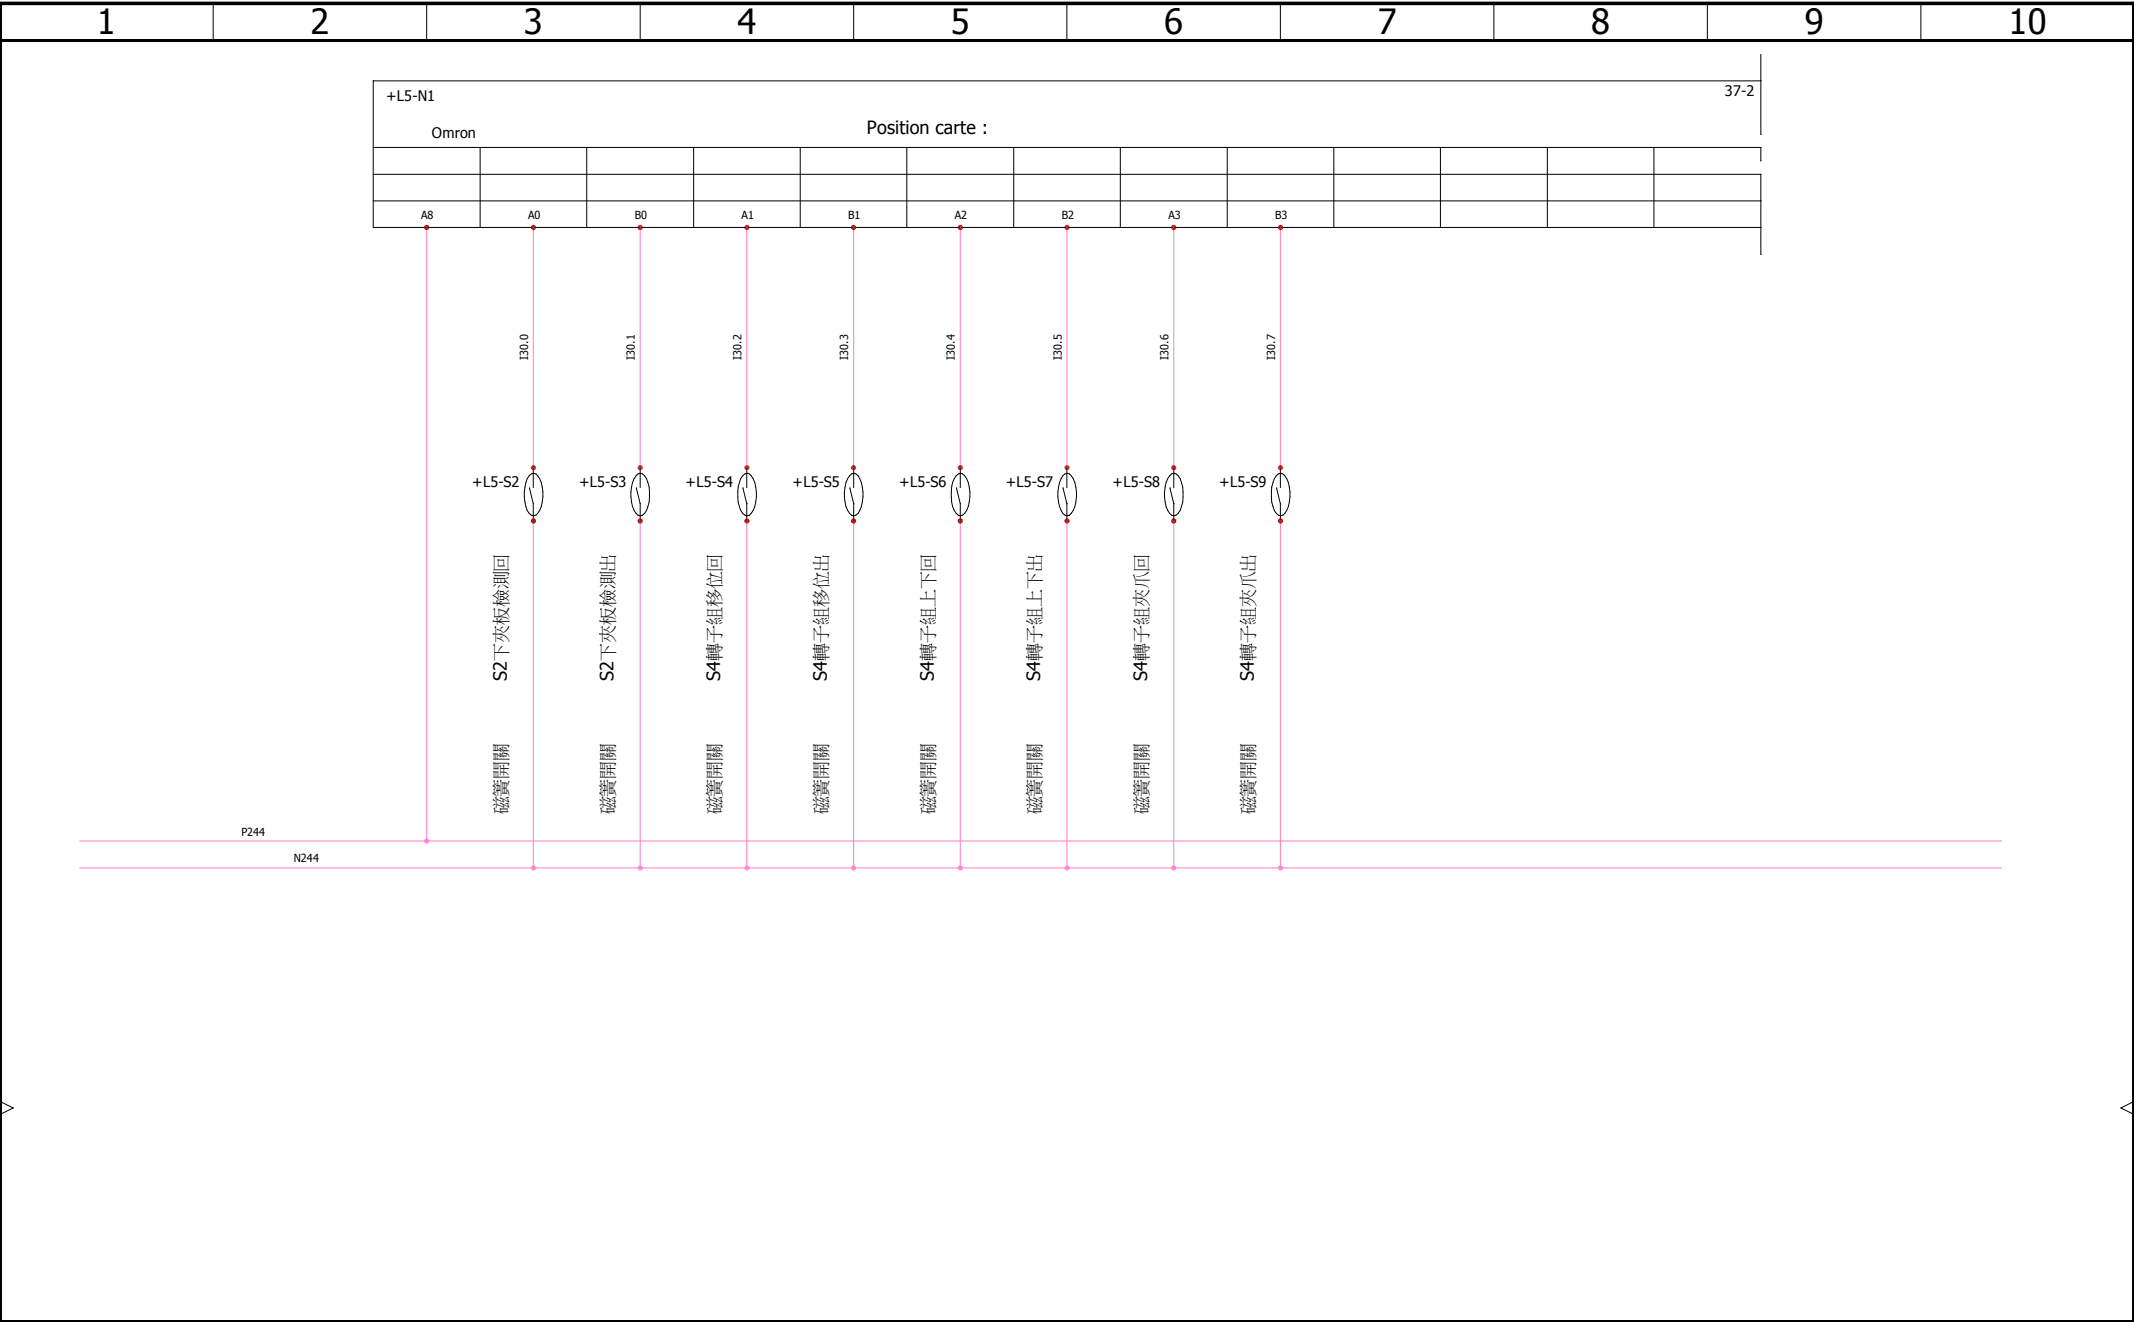 1 2 3 4 5 6 7 8 9 10
+L5-N1 37-2
Omron Position carte :
A8 A0 B0 A1 B1 A2 B2 A3 B3
I30.0 I30.1 I30.2 I30.3 I30.4 I30.5 I30.6 I30.7
+L5-S2 +L5-S3 +L5-S4 +L5-S5 +L5-S6 +L5-S7 +L5-S8 +L5-S9
S2下夾板檢測回
S2下夾板檢測出
S4轉子組移位回
S4轉子組移位出
S4轉子組上下回
S4轉子組上下出
S4轉子組夾爪回
S4轉子組夾爪出
磁簧開關
磁簧開關
磁簧開關
磁簧開關
磁簧開關
磁簧開關
磁簧開關
磁簧開關
P244
N244